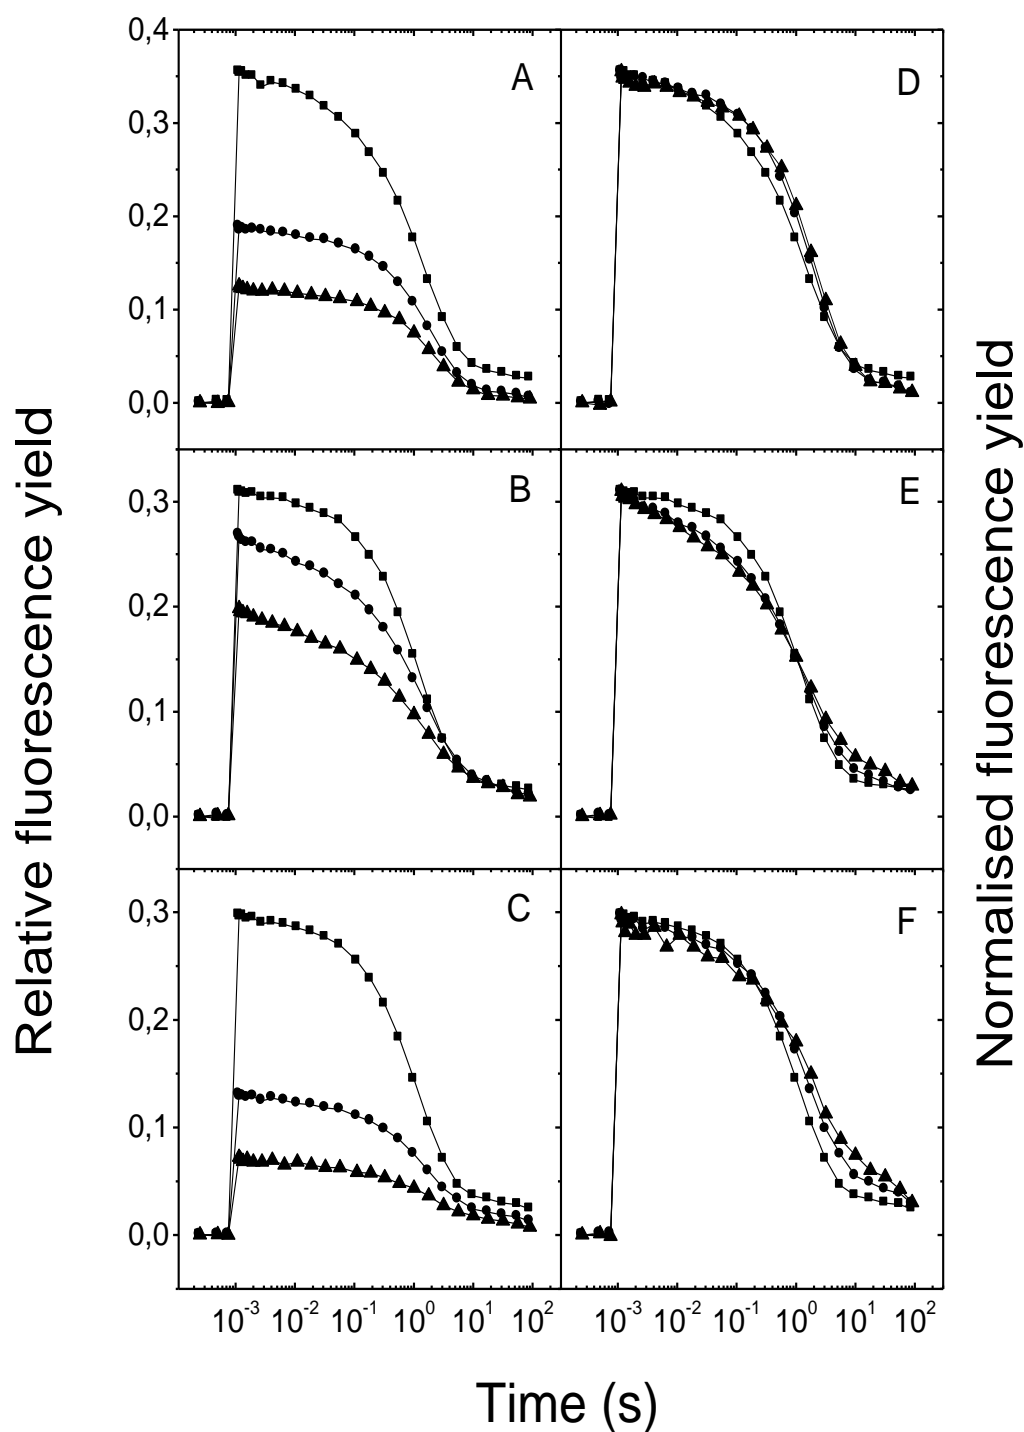 Relative fluorescence yield
Normalised fluorescence yield
0,4
0,3
0,2
0,1
0,0
A
D
0,3
0,2
0,1
0,0
B
E
0,3
0,2
0,1
0,0
C
F
10⁻³ 10⁻² 10⁻¹ 10⁰ 10¹ 10² 10⁻³ 10⁻² 10⁻¹ 10⁰ 10¹ 10²
Time (s)